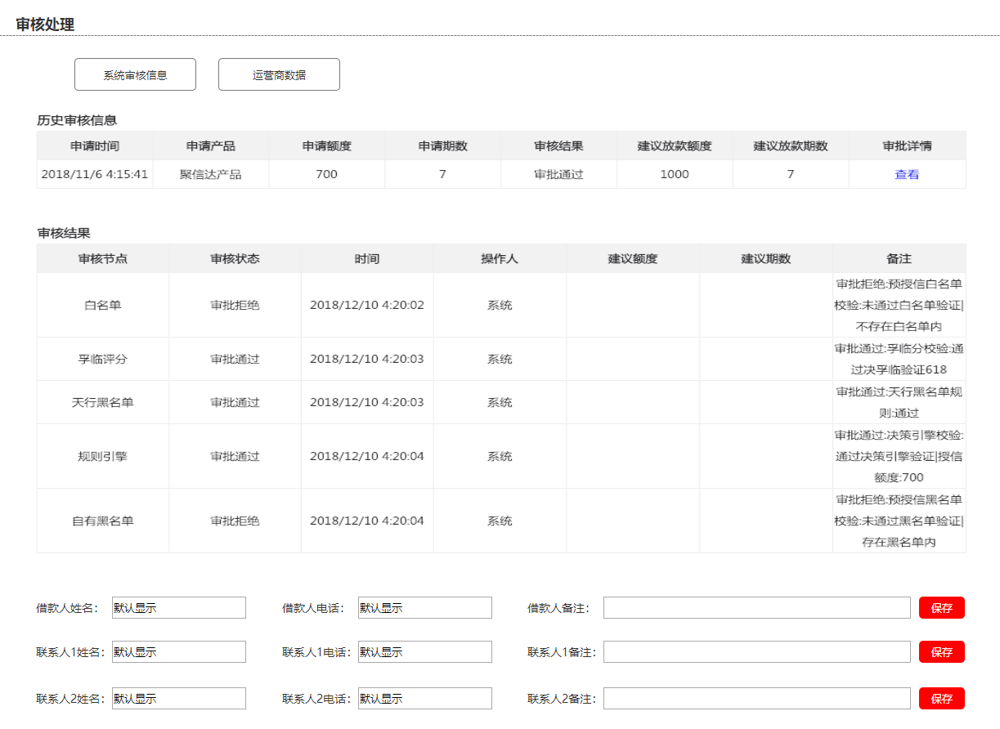 审核处理
系统审核信息 运营商数据
历史审核信息
申请时间 申请产品 申请额度 申请期数 审核结果 建议放款额度 建议放款期数 审批详情
2018/11/6 4:15:41 聚信达产品 700 7 审批通过 1000 7 查看
审核结果
审核节点 审核状态 时间 操作人 建议额度 建议期数 备注
白名单 审批拒绝 2018/12/10 4:20:02 系统 审批拒绝:预授信白名单
校验:未通过白名单验证|
不存在白名单内
孚临评分 审批通过 2018/12/10 4:20:03 系统 审批通过:孚临分校验:通
过决孚临验证618
天行黑名单 审批通过 2018/12/10 4:20:03 系统 审批通过:天行黑名单规
则:通过
规则引擎 审批通过 2018/12/10 4:20:04 系统 审批通过:决策引擎校验:
通过决策引擎验证|授信
额度:700
自有黑名单 审批拒绝 2018/12/10 4:20:04 系统 审批拒绝:预授信黑名单
校验:未通过黑名单验证|
存在黑名单内
借款人姓名： 默认显示 借款人电话： 默认显示 借款人备注： 保存
联系人1姓名： 默认显示 联系人1电话： 默认显示 联系人1备注： 保存
联系人2姓名： 默认显示 联系人2电话： 默认显示 联系人2备注： 保存